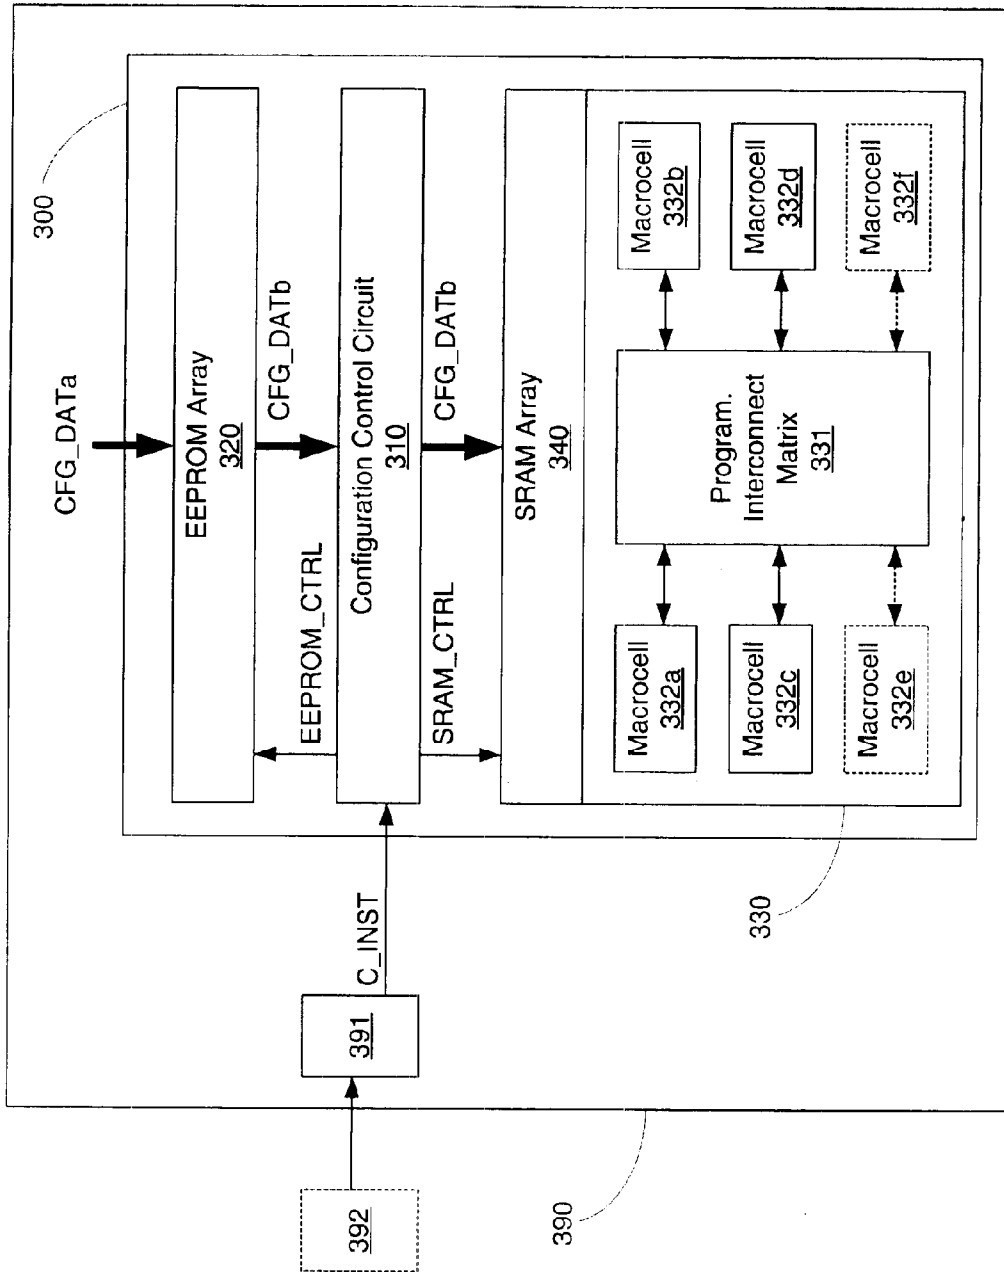 300
CFG_DATa
EEPROM Array
320
EEPROM_CTRL
CFG_DATb
C_INST
391
392
Configuration Control Circuit
310
SRAM_CTRL
CFG_DATb
SRAM Array
340
Macrocell
332a
Macrocell
332b
Macrocell
332c
Program.
Interconnect
Matrix
331
Macrocell
332d
Macrocell
332e
Macrocell
332f
330
390